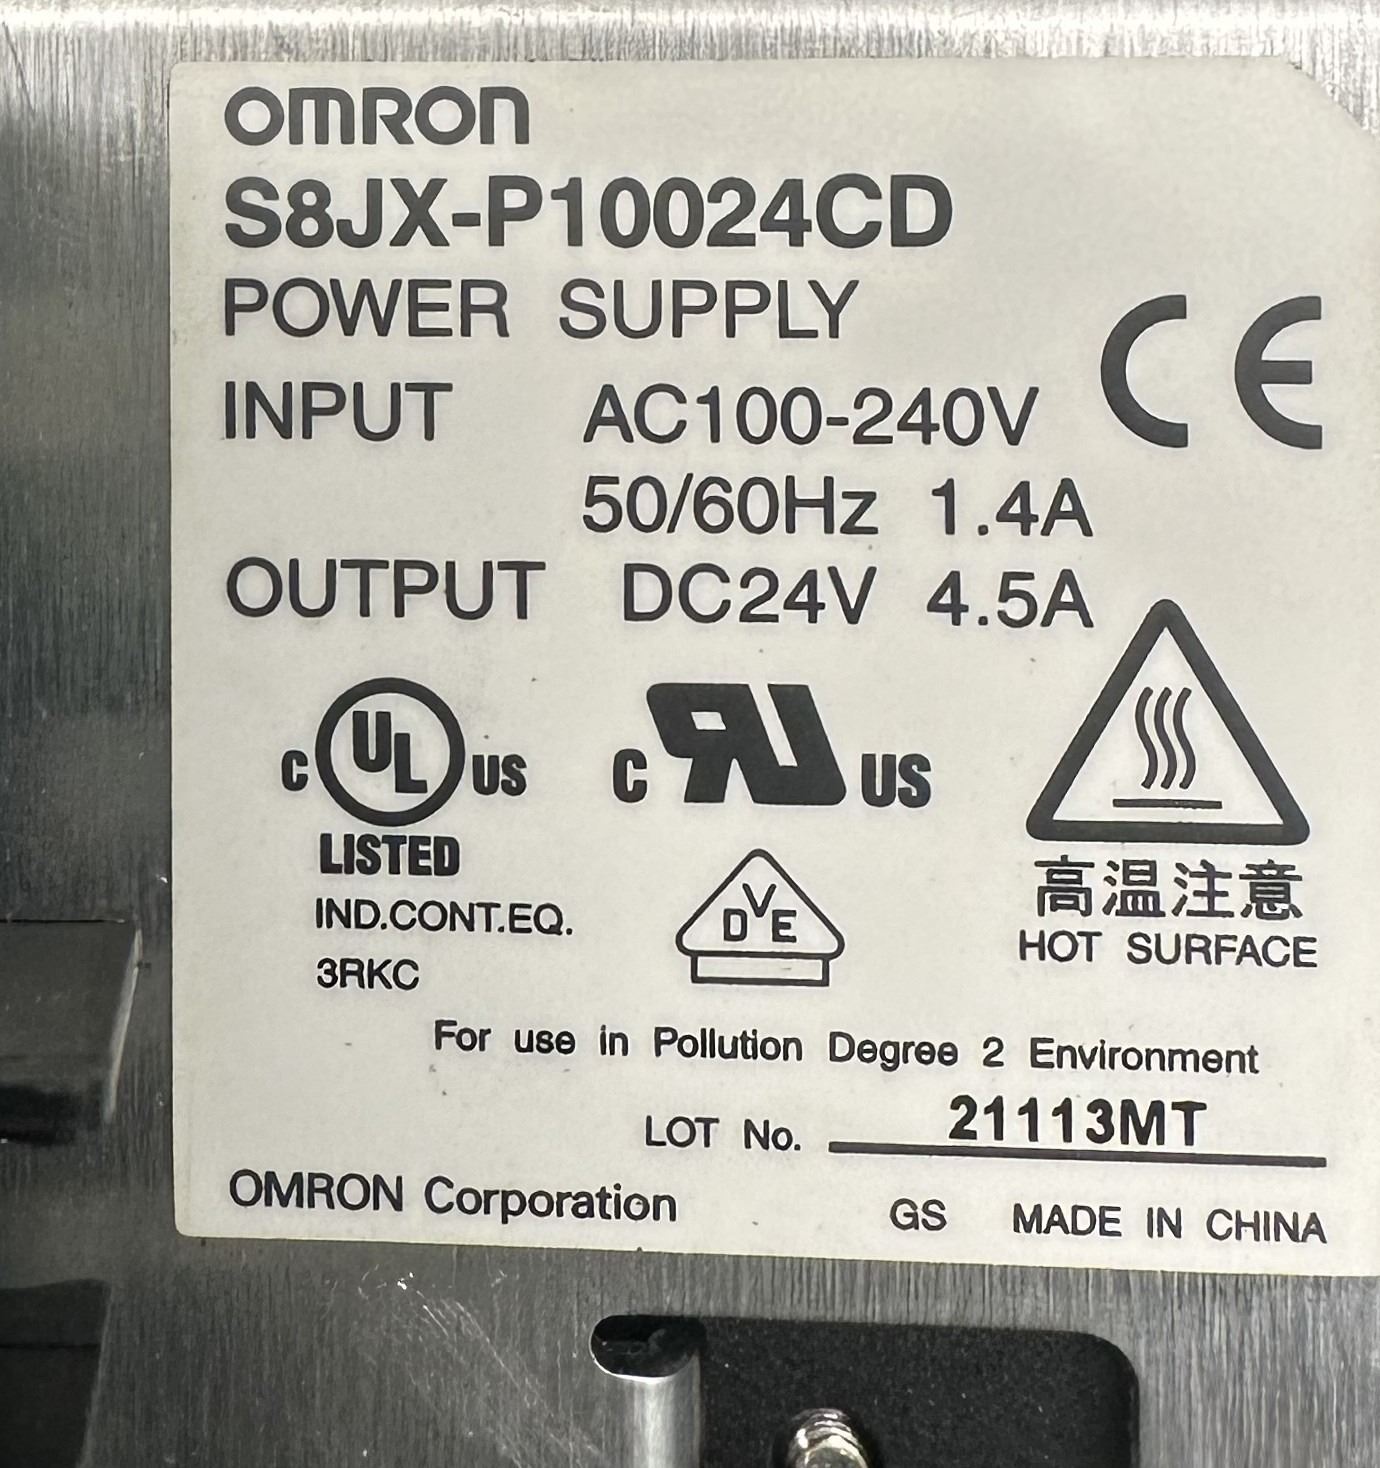 OMRON
S8JX-P10024CD
POWER SUPPLY
INPUT AC100-240V
50/60Hz 1.4A
OUTPUT DC24V 4.5A
CE
C UL US
LISTED
IND.CONT.EQ.
3RKC
C RU US
DVE
高温注意
HOT SURFACE
For use in Pollution Degree 2 Environment
LOT No. 21113MT
OMRON Corporation GS MADE IN CHINA